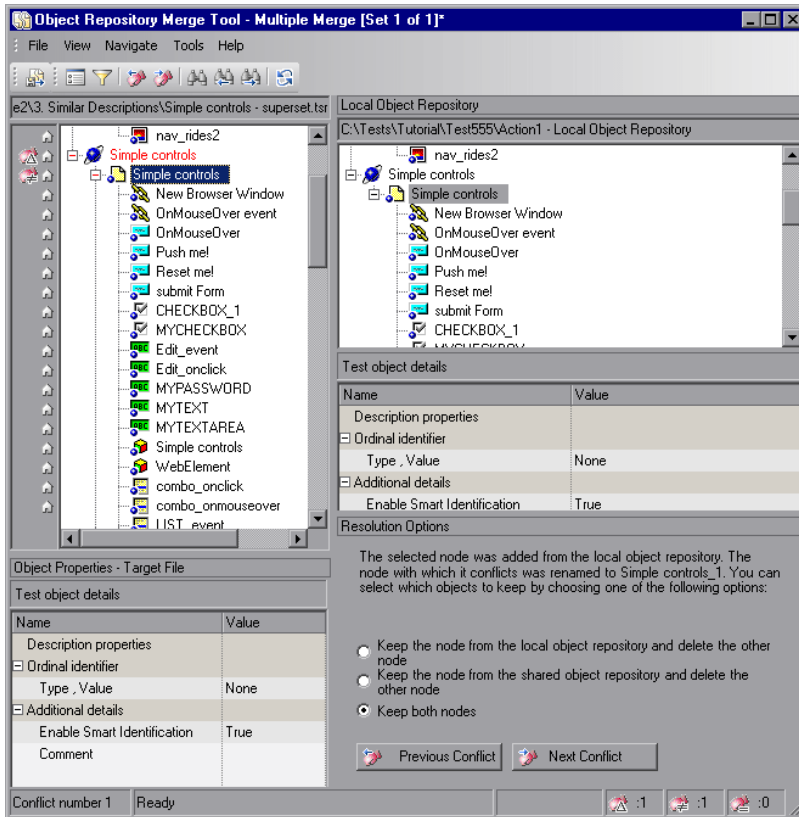 Object Repository Merge Tool - Multiple Merge [Set 1 of 1]*
File View Navigate Tools Help
e2\3. Similar Descriptions\Simple controls - superset.tsr
nav_rides2
Simple controls
Simple controls
New Browser Window
OnMouseOver event
OnMouseOver
Push me!
Reset me!
submit Form
CHECKBOX_1
MYCHECKBOX
Edit_event
Edit_onclick
MYPASSWORD
MYTEXT
MYTEXTAREA
Simple controls
WebElement
combo_onclick
combo_onmouseover
LIST_event
Local Object Repository
C:\Tests\Tutorial\Test555\Action1 - Local Object Repository
nav_rides2
Simple controls
Simple controls
New Browser Window
OnMouseOver event
OnMouseOver
Push me!
Reset me!
submit Form
CHECKBOX_1
MYCHECKBOX
Test object details
Name Value
Description properties
Ordinal identifier
Type , Value None
Additional details
Enable Smart Identification True
Resolution Options
The selected node was added from the local object repository. The
node with which it conflicts was renamed to Simple controls_1. You can
select which objects to keep by choosing one of the following options:
Keep the node from the local object repository and delete the other
node
Keep the node from the shared object repository and delete the
other node
Keep both nodes
Previous Conflict Next Conflict
Object Properties - Target File
Test object details
Name Value
Description properties
Ordinal identifier
Type , Value None
Additional details
Enable Smart Identification True
Comment
Conflict number 1 Ready :1 :1 :0